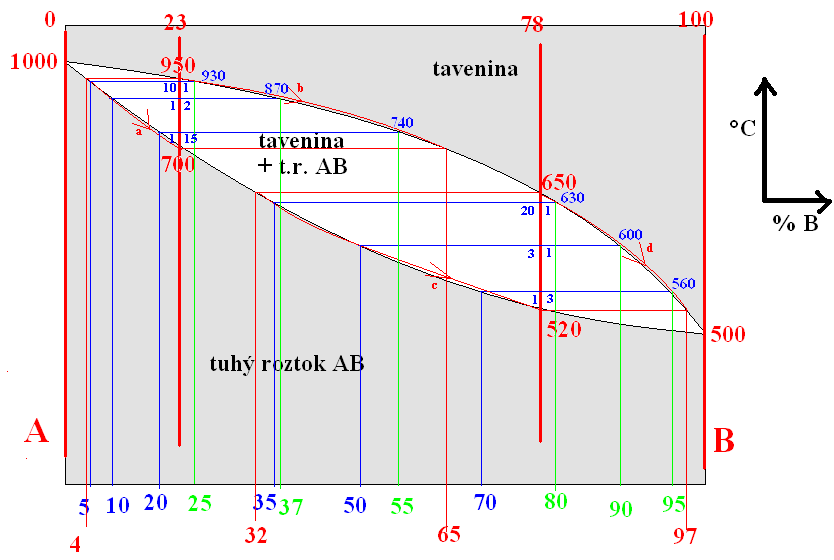 0 23 78 100
1000 950 930 tavenina
10 1 870 b
1 2
°C
a 1 15 tavenina 740
+ t.r. AB
700
% B
650
20 1 630
3 1 600 d
c
1 3 560
520 500
tuhý roztok AB
A B
5 10 20 25 35 37 50 55 70 80 90 95
4 32 65 97